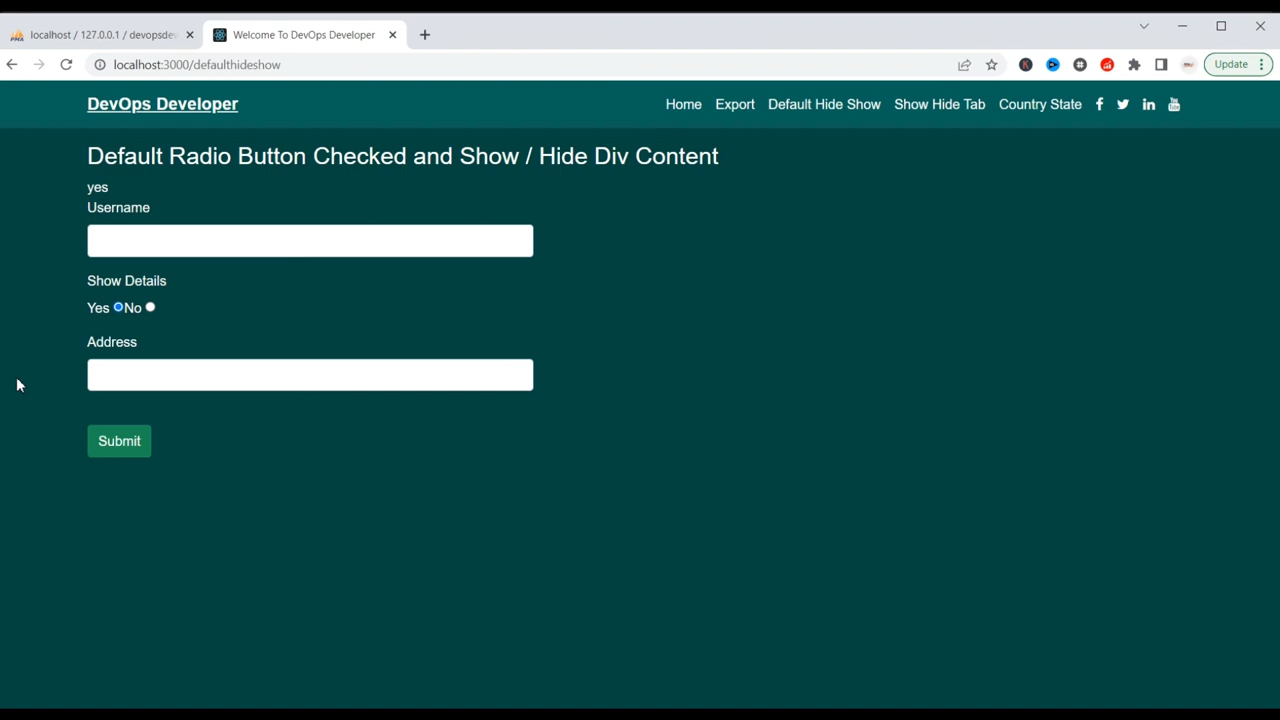 localhost / 127.0.0.1 / devopsdev
Welcome To DevOps Developer
localhost:3000/defaulthideshow
Update
DevOps Developer
Home Export Default Hide Show Show Hide Tab Country State
Default Radio Button Checked and Show / Hide Div Content
yes
Username
Show Details
Yes No
Address
Submit